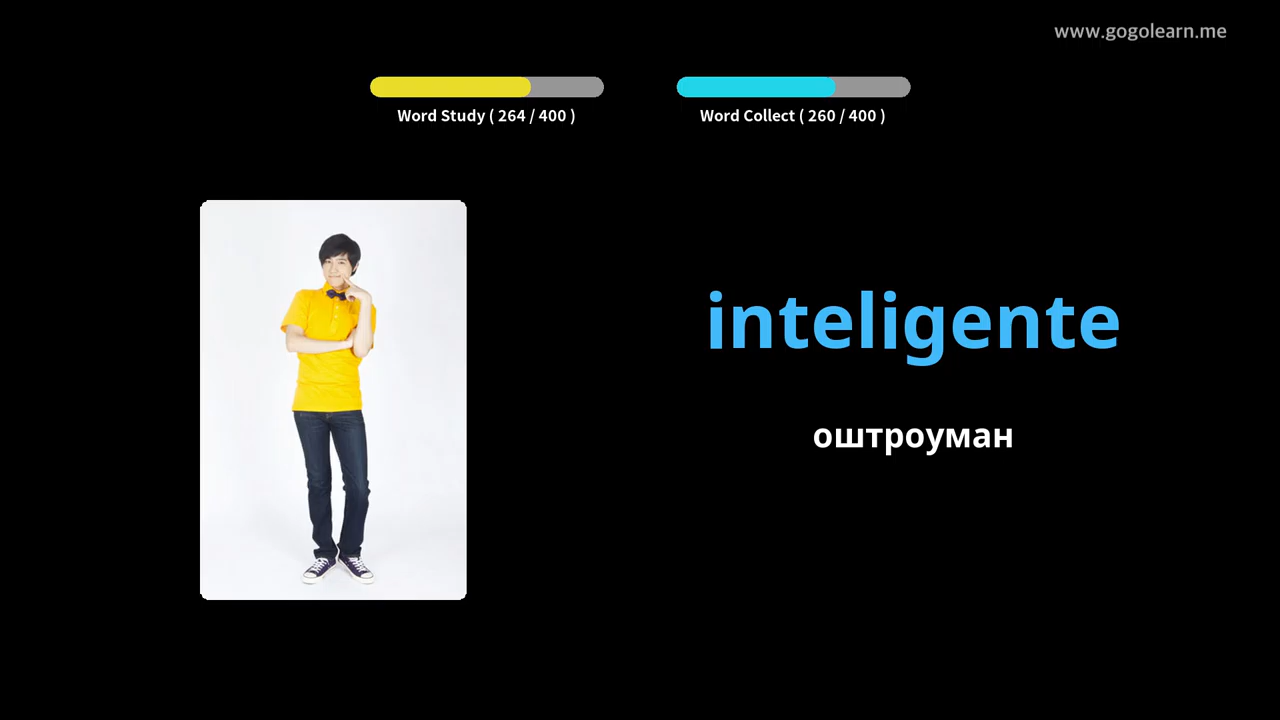 www.gogolearn.me
Word Study ( 264 / 400 )
Word Collect ( 260 / 400 )
inteligente
оштроуман